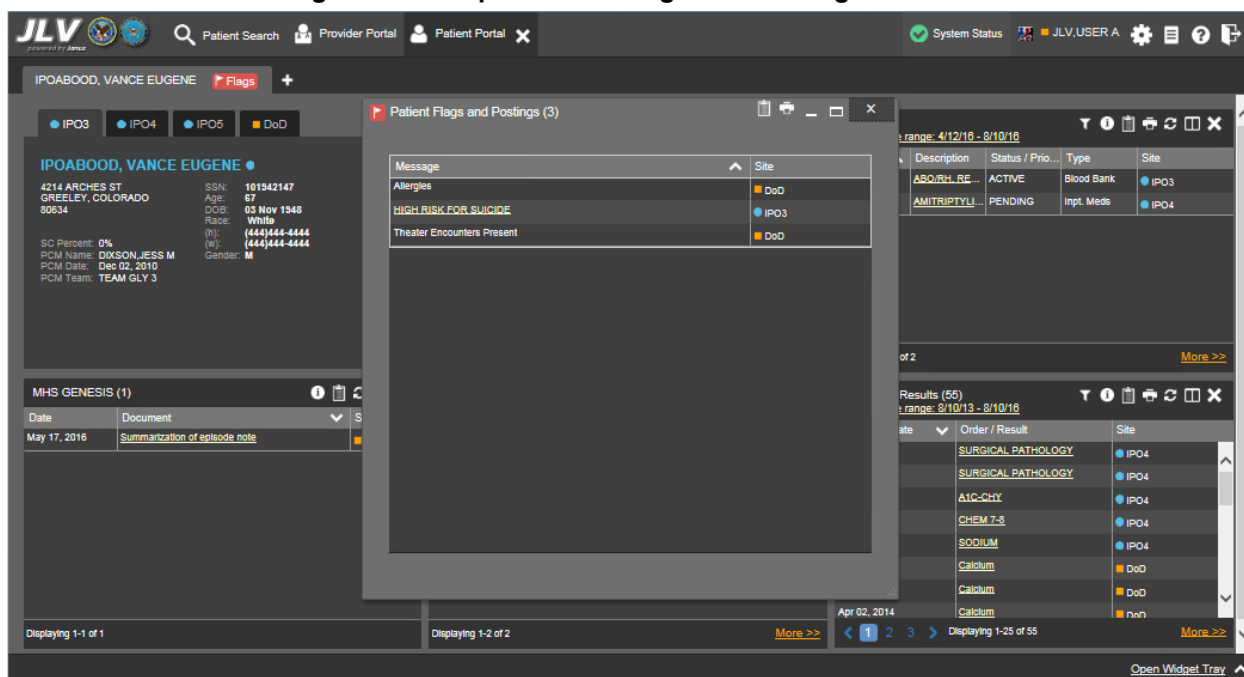 JLV
powered by Janus
Patient Search
Provider Portal
Patient Portal
System Status
JLV,USER A
IPOABOOD, VANCE EUGENE
Flags
IPO3
IPO4
IPO5
DoD
IPOABOOD, VANCE EUGENE
4214 ARCHES ST
GREELEY, COLORADO
80634
SSN: 101942147
Age: 67
DOB: 03 Nov 1948
Race: White
(h): (444)444-4444
(w): (444)444-4444
Gender: M
SC Percent: 0%
PCM Name: DIXSON,JESS M
PCM Date: Dec 02, 2010
PCM Team: TEAM GLY 3
Patient Flags and Postings (3)
Message Site
Allergies DoD
HIGH RISK FOR SUICIDE IPO3
Theater Encounters Present DoD
range: 4/12/16 - 8/10/16
Description Status / Prio... Type Site
ABO/RH, RE... ACTIVE Blood Bank IPO3
AMITRIPTYLI... PENDING Inpt. Meds IPO4
of 2 More >>
MHS GENESIS (1)
Date Document S
May 17, 2016 Summarization of episode note
Displaying 1-1 of 1
Displaying 1-2 of 2 More >>
Results (55)
range: 8/10/13 - 8/10/16
ate Order / Result Site
SURGICAL PATHOLOGY IPO4
SURGICAL PATHOLOGY IPO4
A1C-CHY IPO4
CHEM 7-8 IPO4
SODIUM IPO4
Calcium DoD
Calcium DoD
Apr 02, 2014 Calcium DoD
1 2 3 Displaying 1-25 of 55 More >>
Open Widget Tray